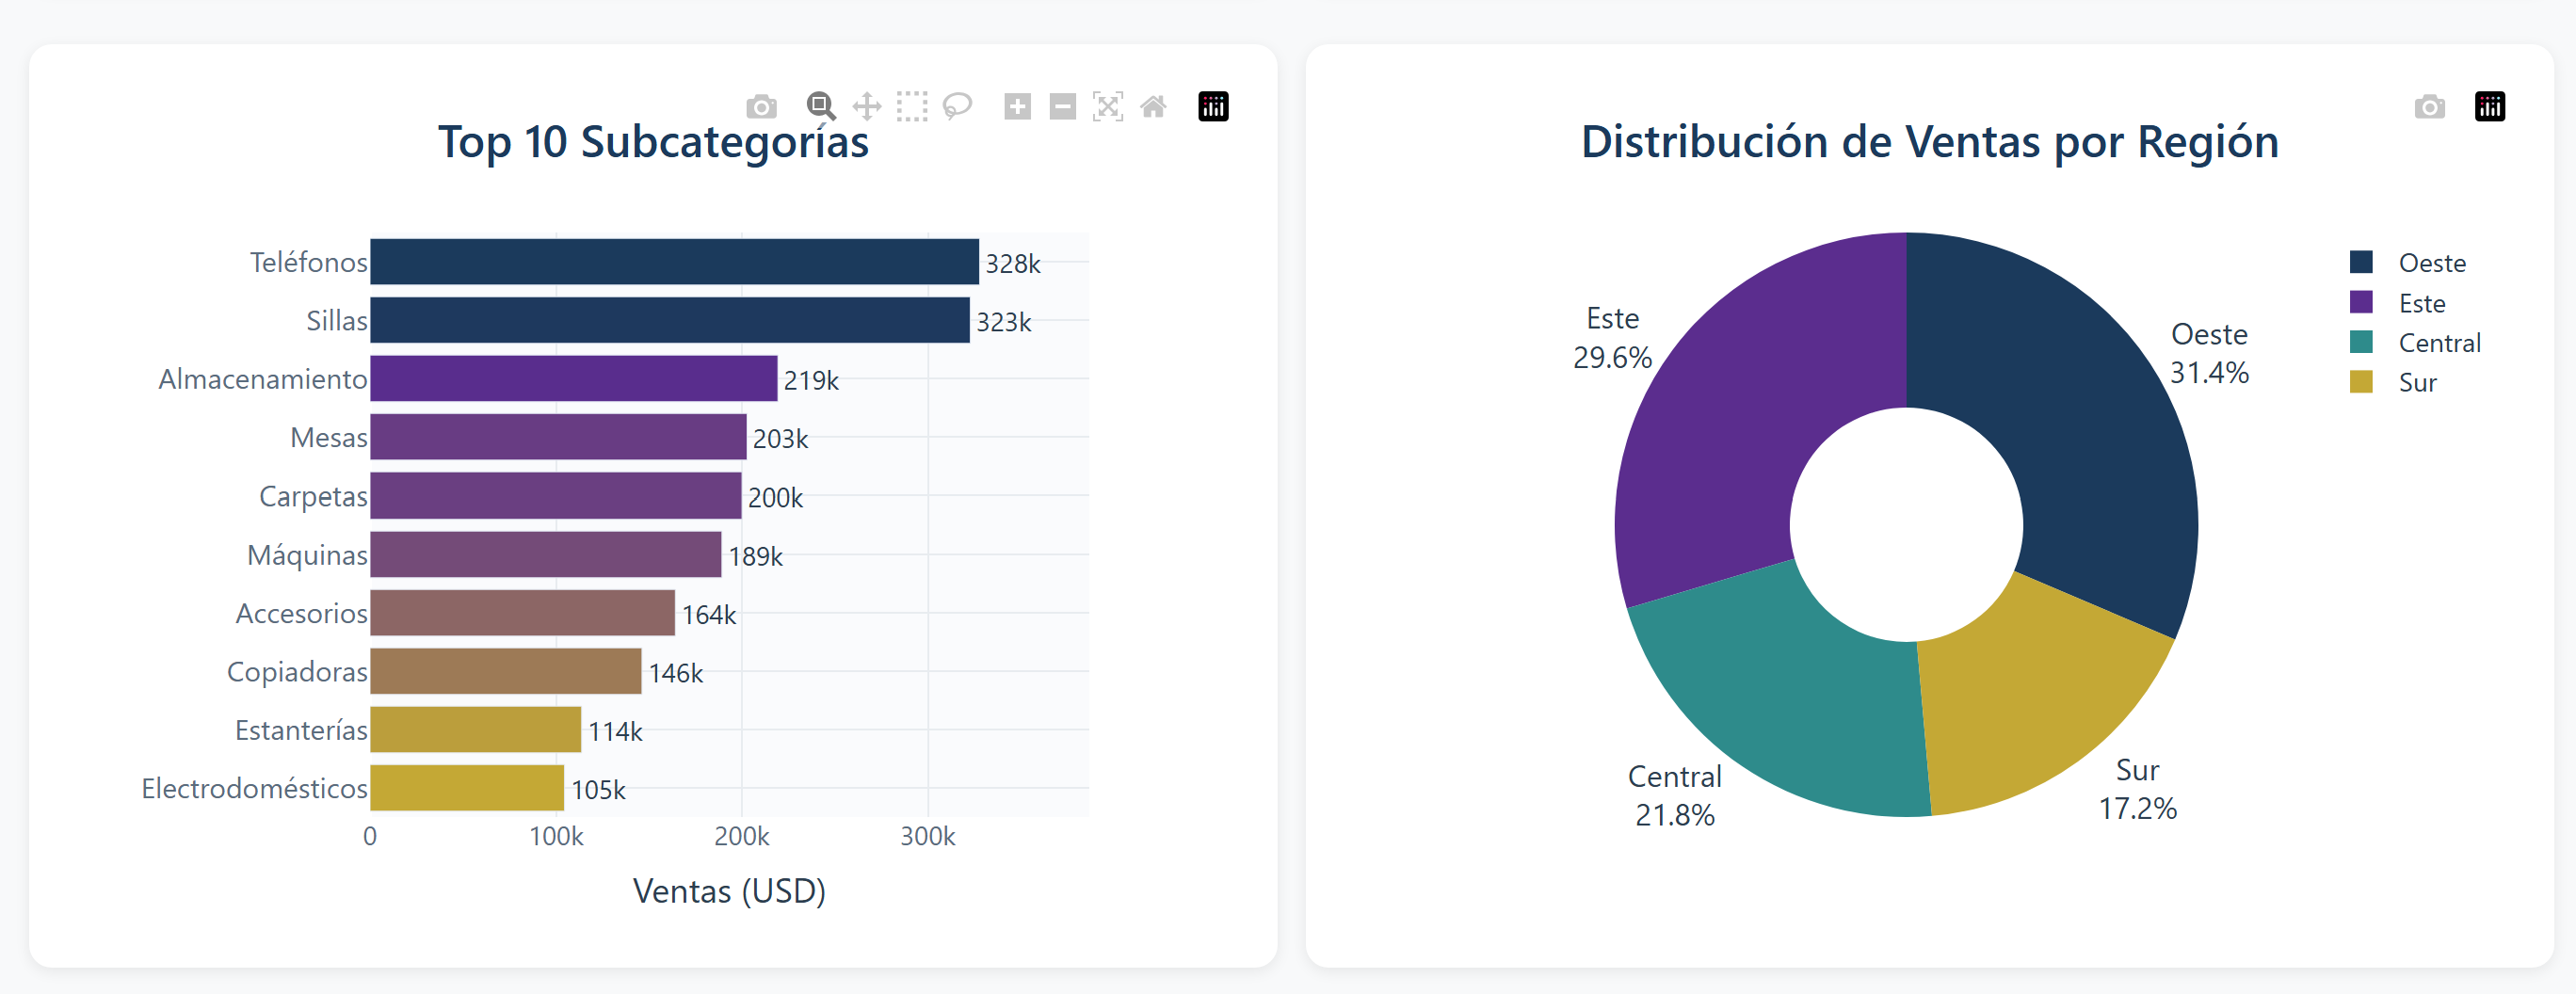 Top 10 Subcategorías
Teléfonos 328k
Sillas 323k
Almacenamiento 219k
Mesas 203k
Carpetas 200k
Máquinas 189k
Accesorios 164k
Copiadoras 146k
Estanterías 114k
Electrodomésticos 105k
0 100k 200k 300k
Ventas (USD)
Distribución de Ventas por Región
Este
29.6%
Oeste
31.4%
Central
21.8%
Sur
17.2%
Oeste
Este
Central
Sur